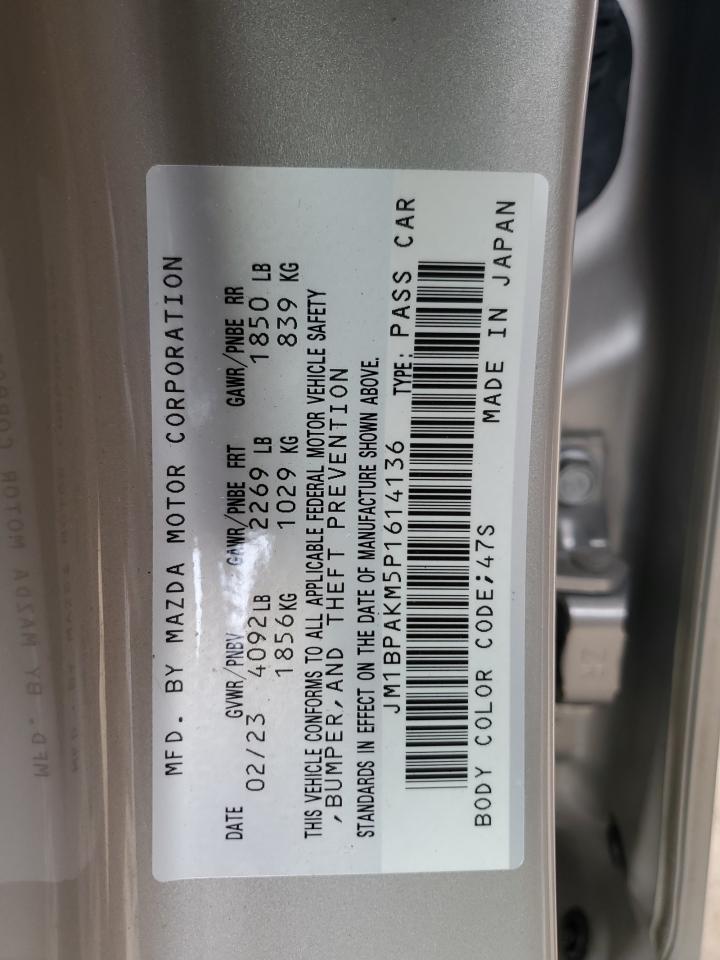 MFD. BY MAZDA MOTOR CORPORATION
DATE GVWR/PNBV GAWR/PNBE FRT GAWR/PNBE RR
02/23 4092LB 2269 LB 1850 LB
1856KG 1029 KG 839 KG
THIS VEHICLE CONFORMS TO ALL APPLICABLE FEDERAL MOTOR VEHICLE SAFETY
,BUMPER,AND THEFT PREVENTION
STANDARDS IN EFFECT ON THE DATE OF MANUFACTURE SHOWN ABOVE.
JM1BPAKM5P1614136 TYPE: PASS CAR
BODY COLOR CODE;47S MADE IN JAPAN